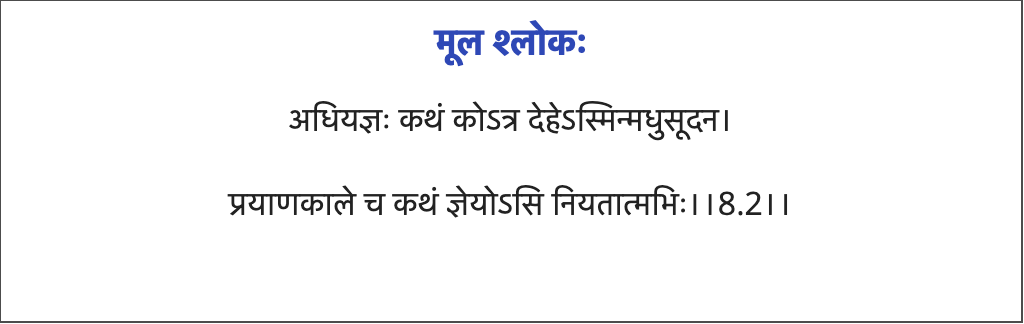 मूल श्लोकः
अधियज्ञः कथं कोऽत्र देहेऽस्मिन्मधुसूदन।
प्रयाणकाले च कथं ज्ञेयोऽसि नियतात्मभिः।।8.2।।